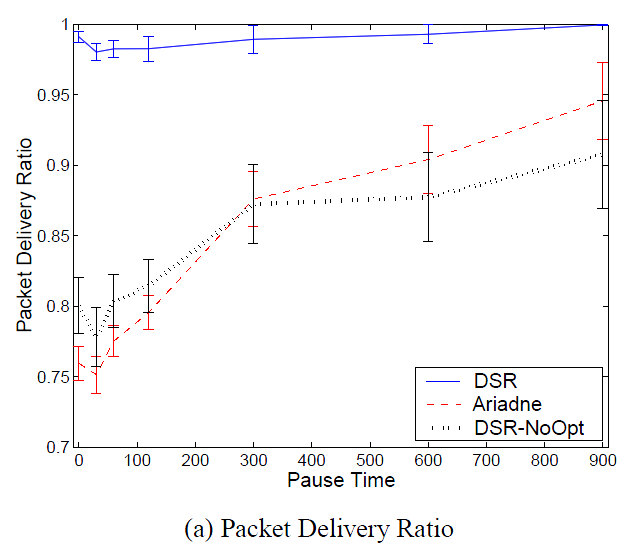 1
0.95
0.9
0.85
0.8
0.75
0.7
Packet Delivery Ratio
0 100 200 300 400 500 600 700 800 900
Pause Time
DSR
Ariadne
DSR-NoOpt
(a) Packet Delivery Ratio